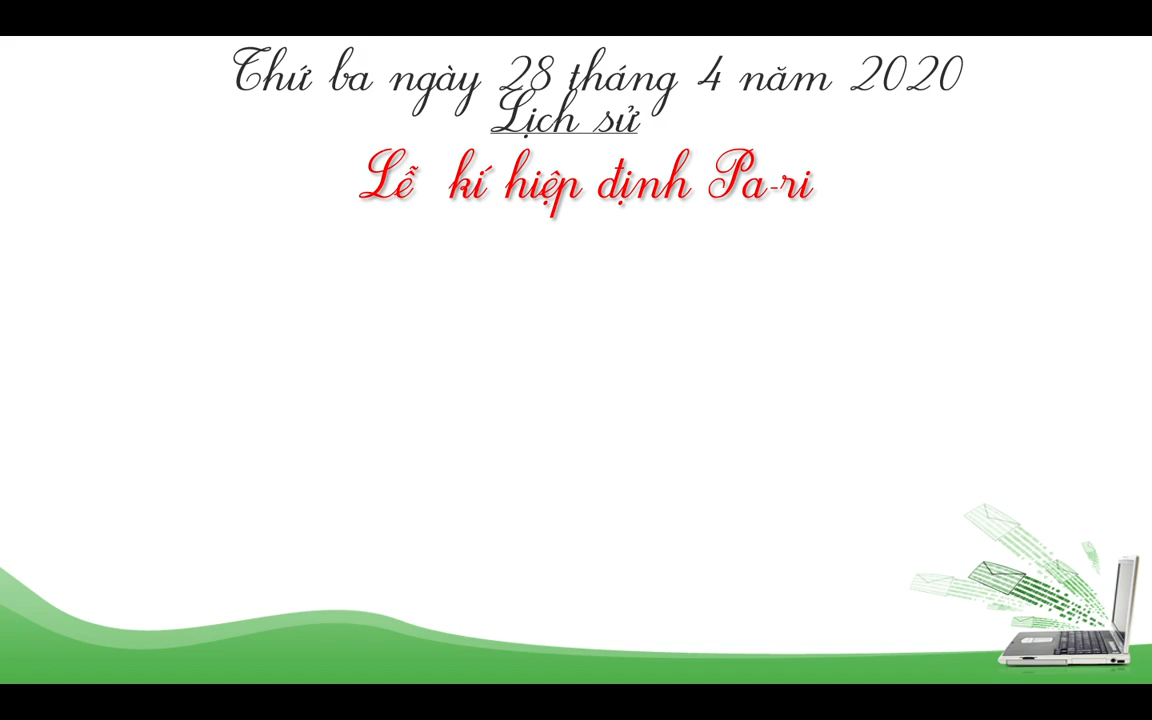 Thứ ba ngày 28 tháng 4 năm 2020
Lịch sử
Lễ kí hiệp định Pa-ri